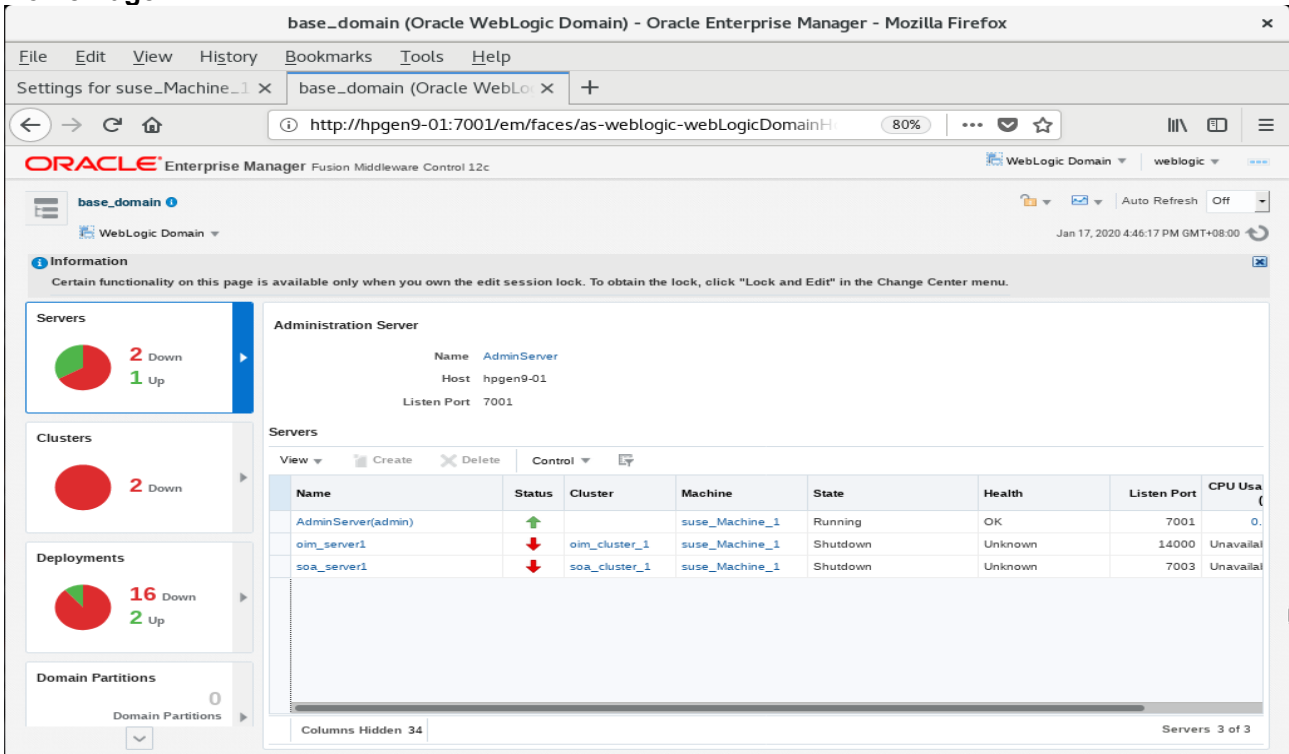 base_domain (Oracle WebLogic Domain) - Oracle Enterprise Manager - Mozilla Firefox
File Edit View History Bookmarks Tools Help
Settings for suse_Machine_1
base_domain (Oracle WebLo
http://hpgen9-01:7001/em/faces/as-weblogic-webLogicDomainH
80%
ORACLE Enterprise Manager Fusion Middleware Control 12c
WebLogic Domain weblogic
base_domain
Auto Refresh Off
WebLogic Domain
Jan 17, 2020 4:46:17 PM GMT+08:00
Information
Certain functionality on this page is available only when you own the edit session lock. To obtain the lock, click "Lock and Edit" in the Change Center menu.
Servers
2 Down
1 Up
Clusters
2 Down
Deployments
16 Down
2 Up
Domain Partitions
0
Domain Partitions
Administration Server
Name AdminServer
Host hpgen9-01
Listen Port 7001
Servers
View Create Delete Control
Name Status Cluster Machine State Health Listen Port CPU Usa
(
AdminServer(admin) suse_Machine_1 Running OK 7001 0.
oim_server1 oim_cluster_1 suse_Machine_1 Shutdown Unknown 14000 Unavailal
soa_server1 soa_cluster_1 suse_Machine_1 Shutdown Unknown 7003 Unavailal
Columns Hidden 34
Servers 3 of 3